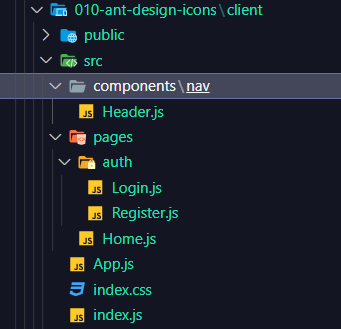 010-ant-design-icons\client
public
src
components\nav
JS Header.js
pages
auth
JS Login.js
JS Register.js
JS Home.js
JS App.js
index.css
JS index.js